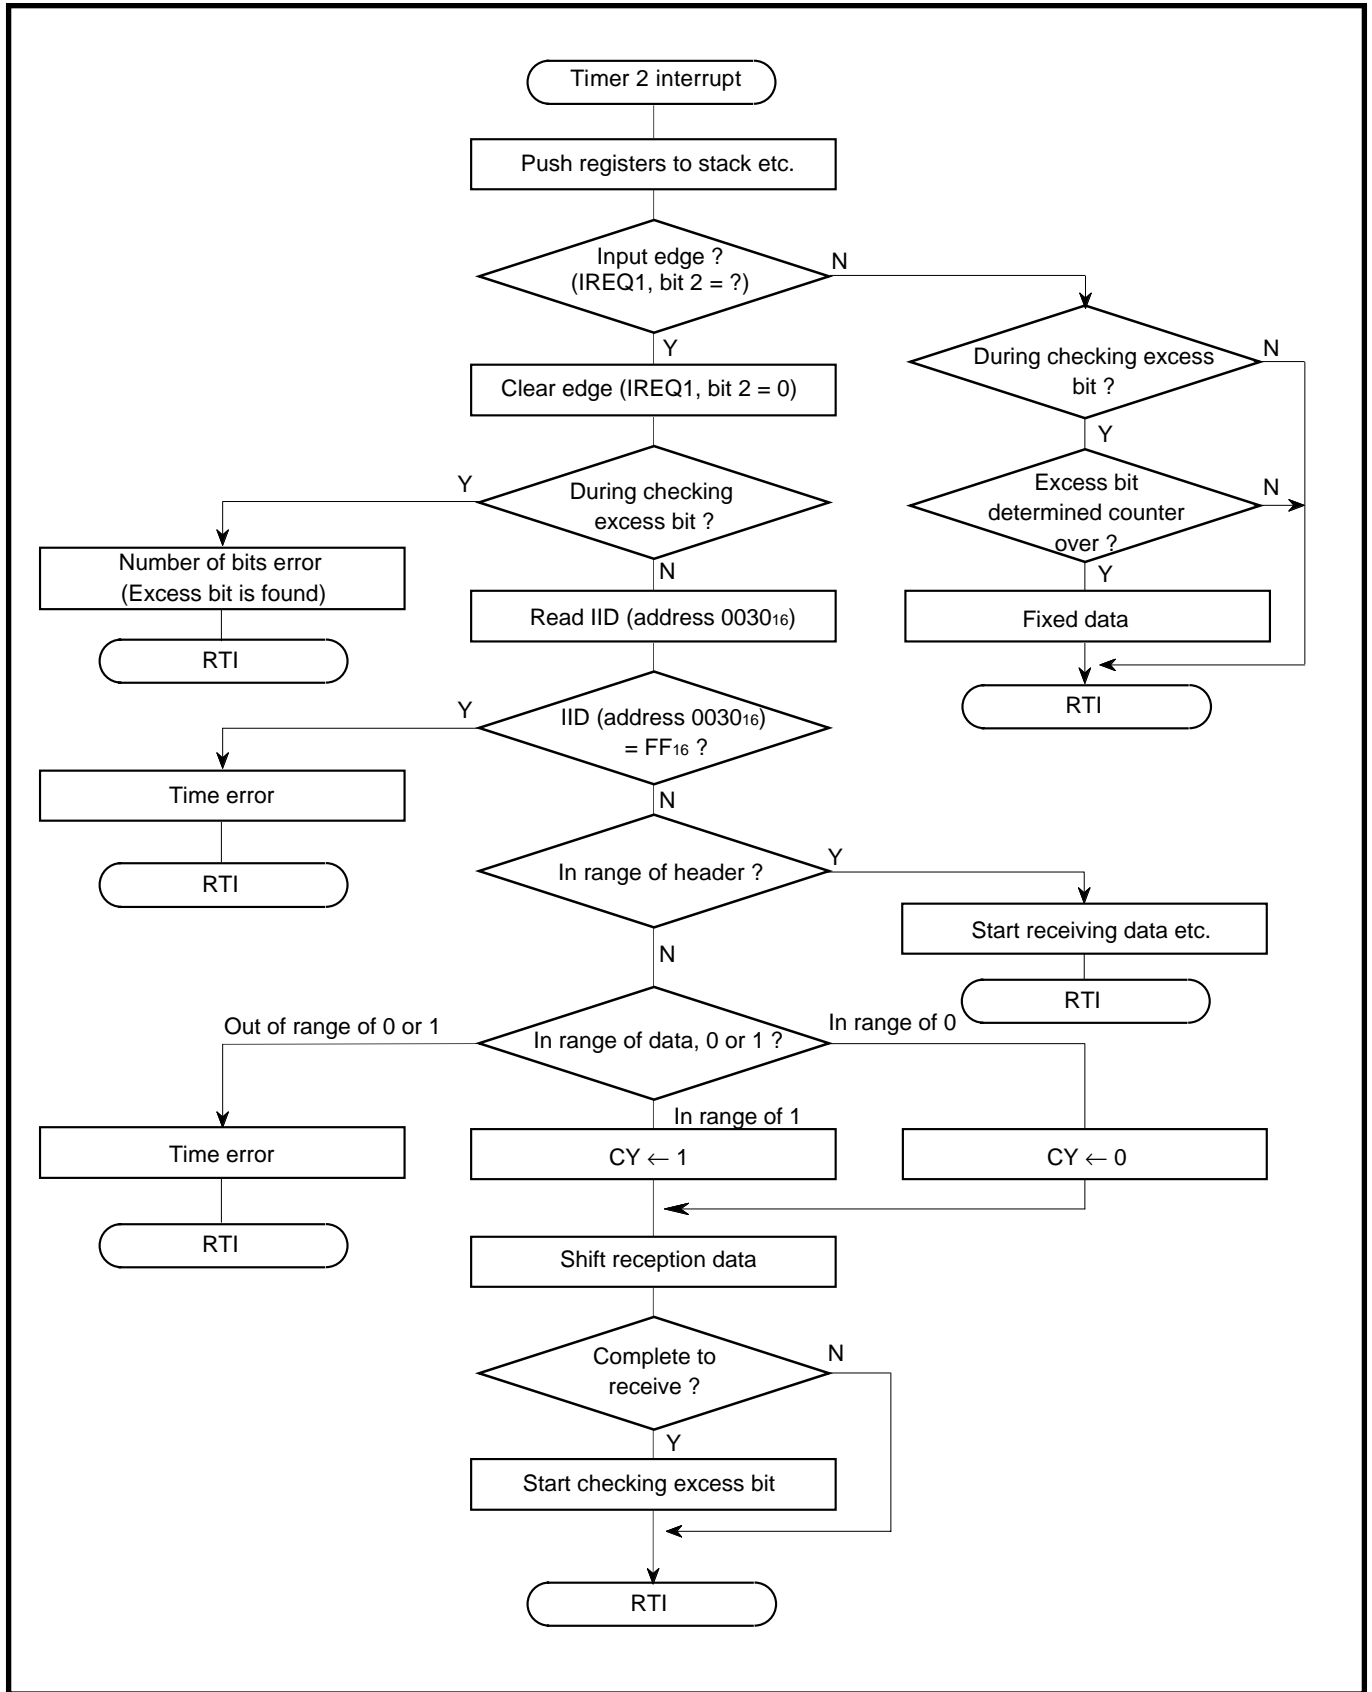 Timer 2 interrupt
Push registers to stack etc.
Input edge ?
(IREQ1, bit 2 = ?)
N
Y
During checking excess
bit ?
N
Clear edge (IREQ1, bit 2 = 0)
Y
Y
During checking
excess bit ?
Excess bit
determined counter
over ?
N
Number of bits error
(Excess bit is found)
N
Y
Read IID (address 0030₁₆)
Fixed data
RTI
RTI
Y
IID (address 0030₁₆)
= FF₁₆ ?
Time error
N
RTI
In range of header ?
Y
Start receiving data etc.
N
RTI
Out of range of 0 or 1
In range of data, 0 or 1 ?
In range of 0
In range of 1
Time error
CY ← 1
CY ← 0
RTI
Shift reception data
Complete to
receive ?
N
Y
Start checking excess bit
RTI